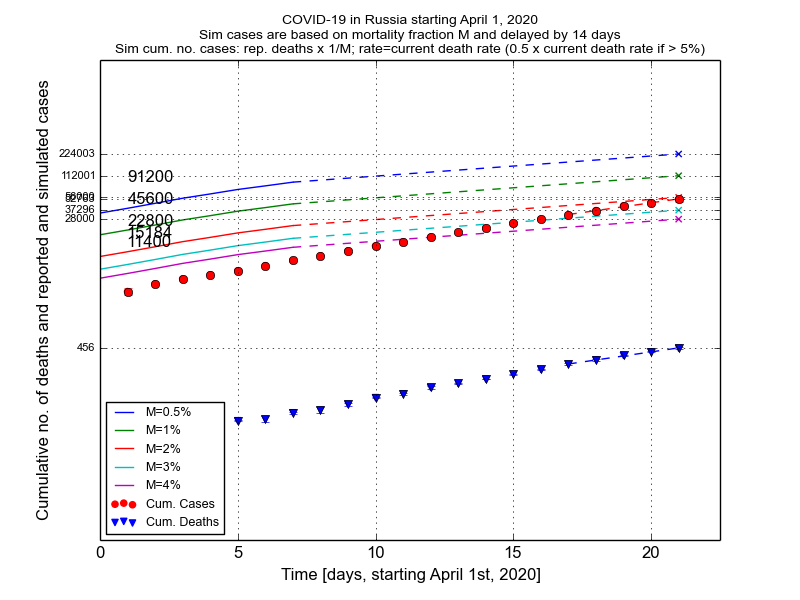 COVID-19 in Russia starting April 1, 2020
Sim cases are based on mortality fraction M and delayed by 14 days
Sim cum. no. cases: rep. deaths x 1/M; rate=current death rate (0.5 x current death rate if > 5%)
Cumulative no. of deaths and reported and simulated cases
224003
112001
37296
28000
456
91200
45600
22800
15184
11400
M=0.5%
M=1%
M=2%
M=3%
M=4%
Cum. Cases
Cum. Deaths
0
5
10
15
20
Time [days, starting April 1st, 2020]